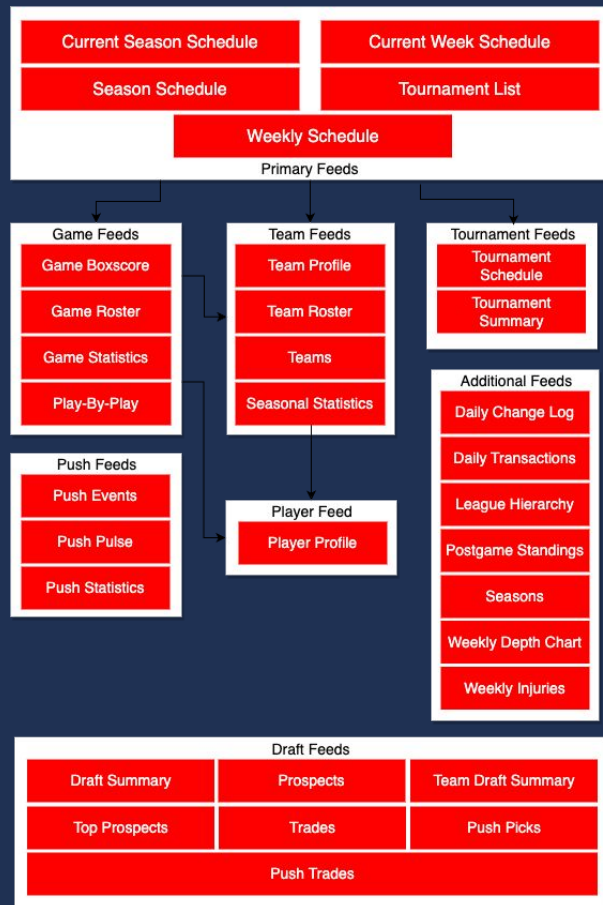 Current Season Schedule
Current Week Schedule
Season Schedule
Tournament List
Weekly Schedule
Primary Feeds
Game Feeds
Game Boxscore
Game Roster
Game Statistics
Play-By-Play
Team Feeds
Team Profile
Team Roster
Teams
Seasonal Statistics
Tournament Feeds
Tournament
Schedule
Tournament
Summary
Push Feeds
Push Events
Push Pulse
Push Statistics
Player Feed
Player Profile
Additional Feeds
Daily Change Log
Daily Transactions
League Hierarchy
Postgame Standings
Seasons
Weekly Depth Chart
Weekly Injuries
Draft Feeds
Draft Summary
Prospects
Team Draft Summary
Top Prospects
Trades
Push Picks
Push Trades